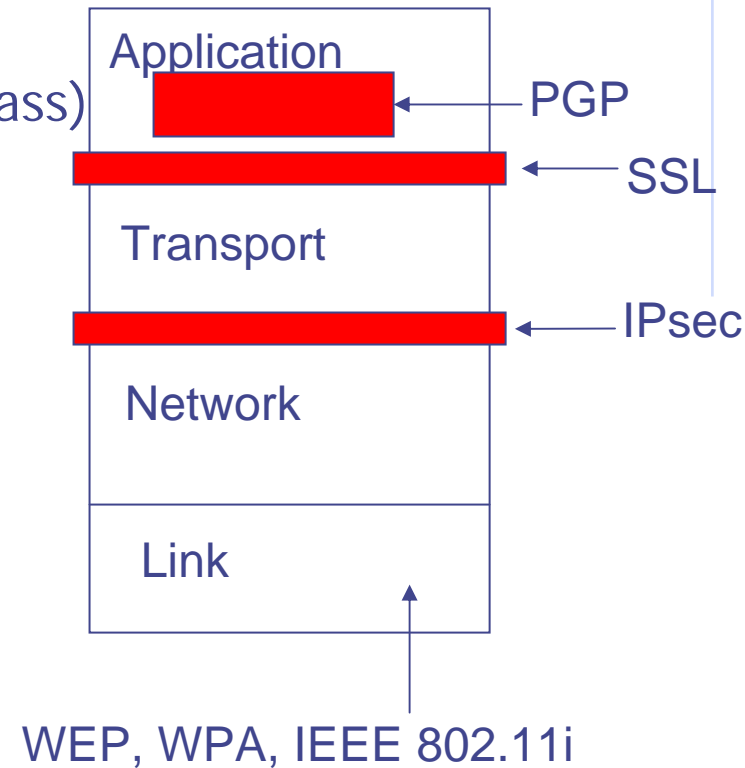 Application
ass)
PGP
SSL
Transport
IPsec
Network
Link
WEP, WPA, IEEE 802.11i